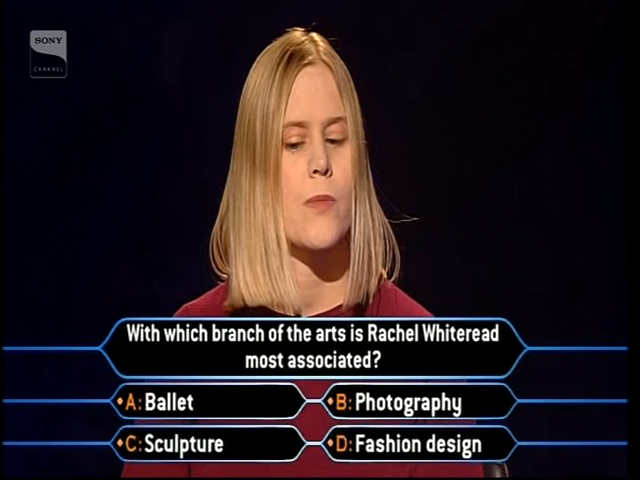 SONY
CHANNEL
With which branch of the arts is Rachel Whiteread
most associated?
A: Ballet
B: Photography
C: Sculpture
D: Fashion design